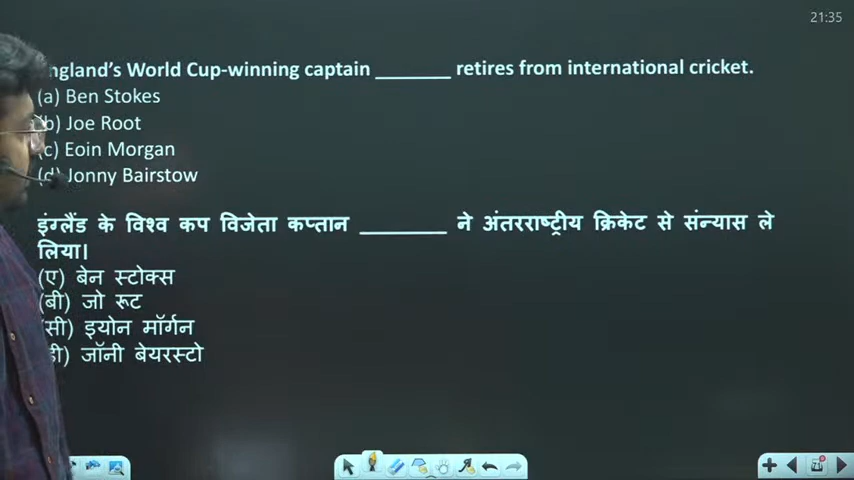 21:35
ngland's World Cup-winning captain _______ retires from international cricket.
(a) Ben Stokes
b) Joe Root
c) Eoin Morgan
(d) Jonny Bairstow
इंग्लैंड के विश्व कप विजेता कप्तान ________ ने अंतरराष्ट्रीय क्रिकेट से संन्यास ले
लिया।
(ए) बेन स्टोक्स
(बी) जो रूट
सी) इयोन मॉर्गन
डी) जॉनी बेयरस्टो